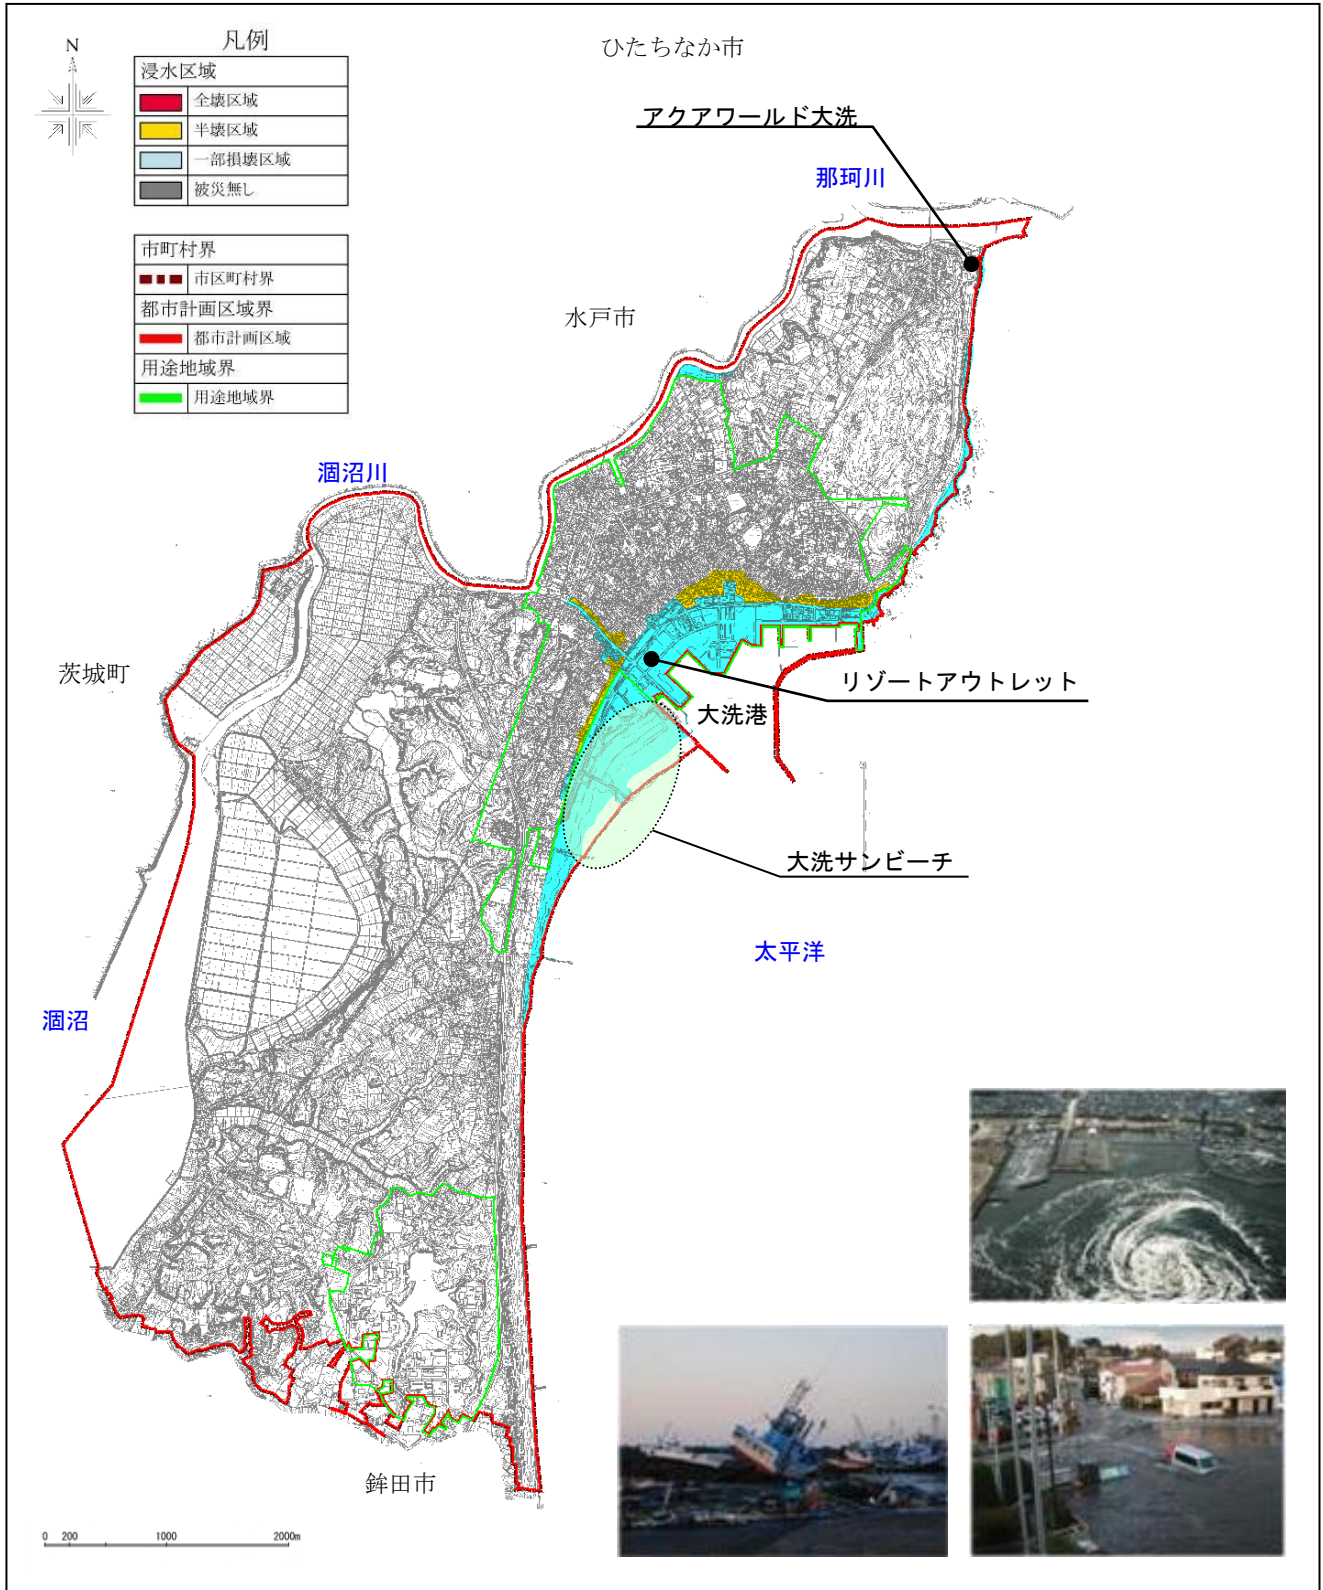 N
凡例
浸水区域
全壊区域
半壊区域
一部損壊区域
被災無し
市町村界
市区町村界
都市計画区域界
都市計画区域
用途地域界
用途地域界
ひたちなか市
アクアワールド大洗
那珂川
水戸市
涸沼川
茨城町
リゾートアウトレット
大洗港
大洗サンビーチ
太平洋
涸沼
鉾田市
0 200 1000 2000m